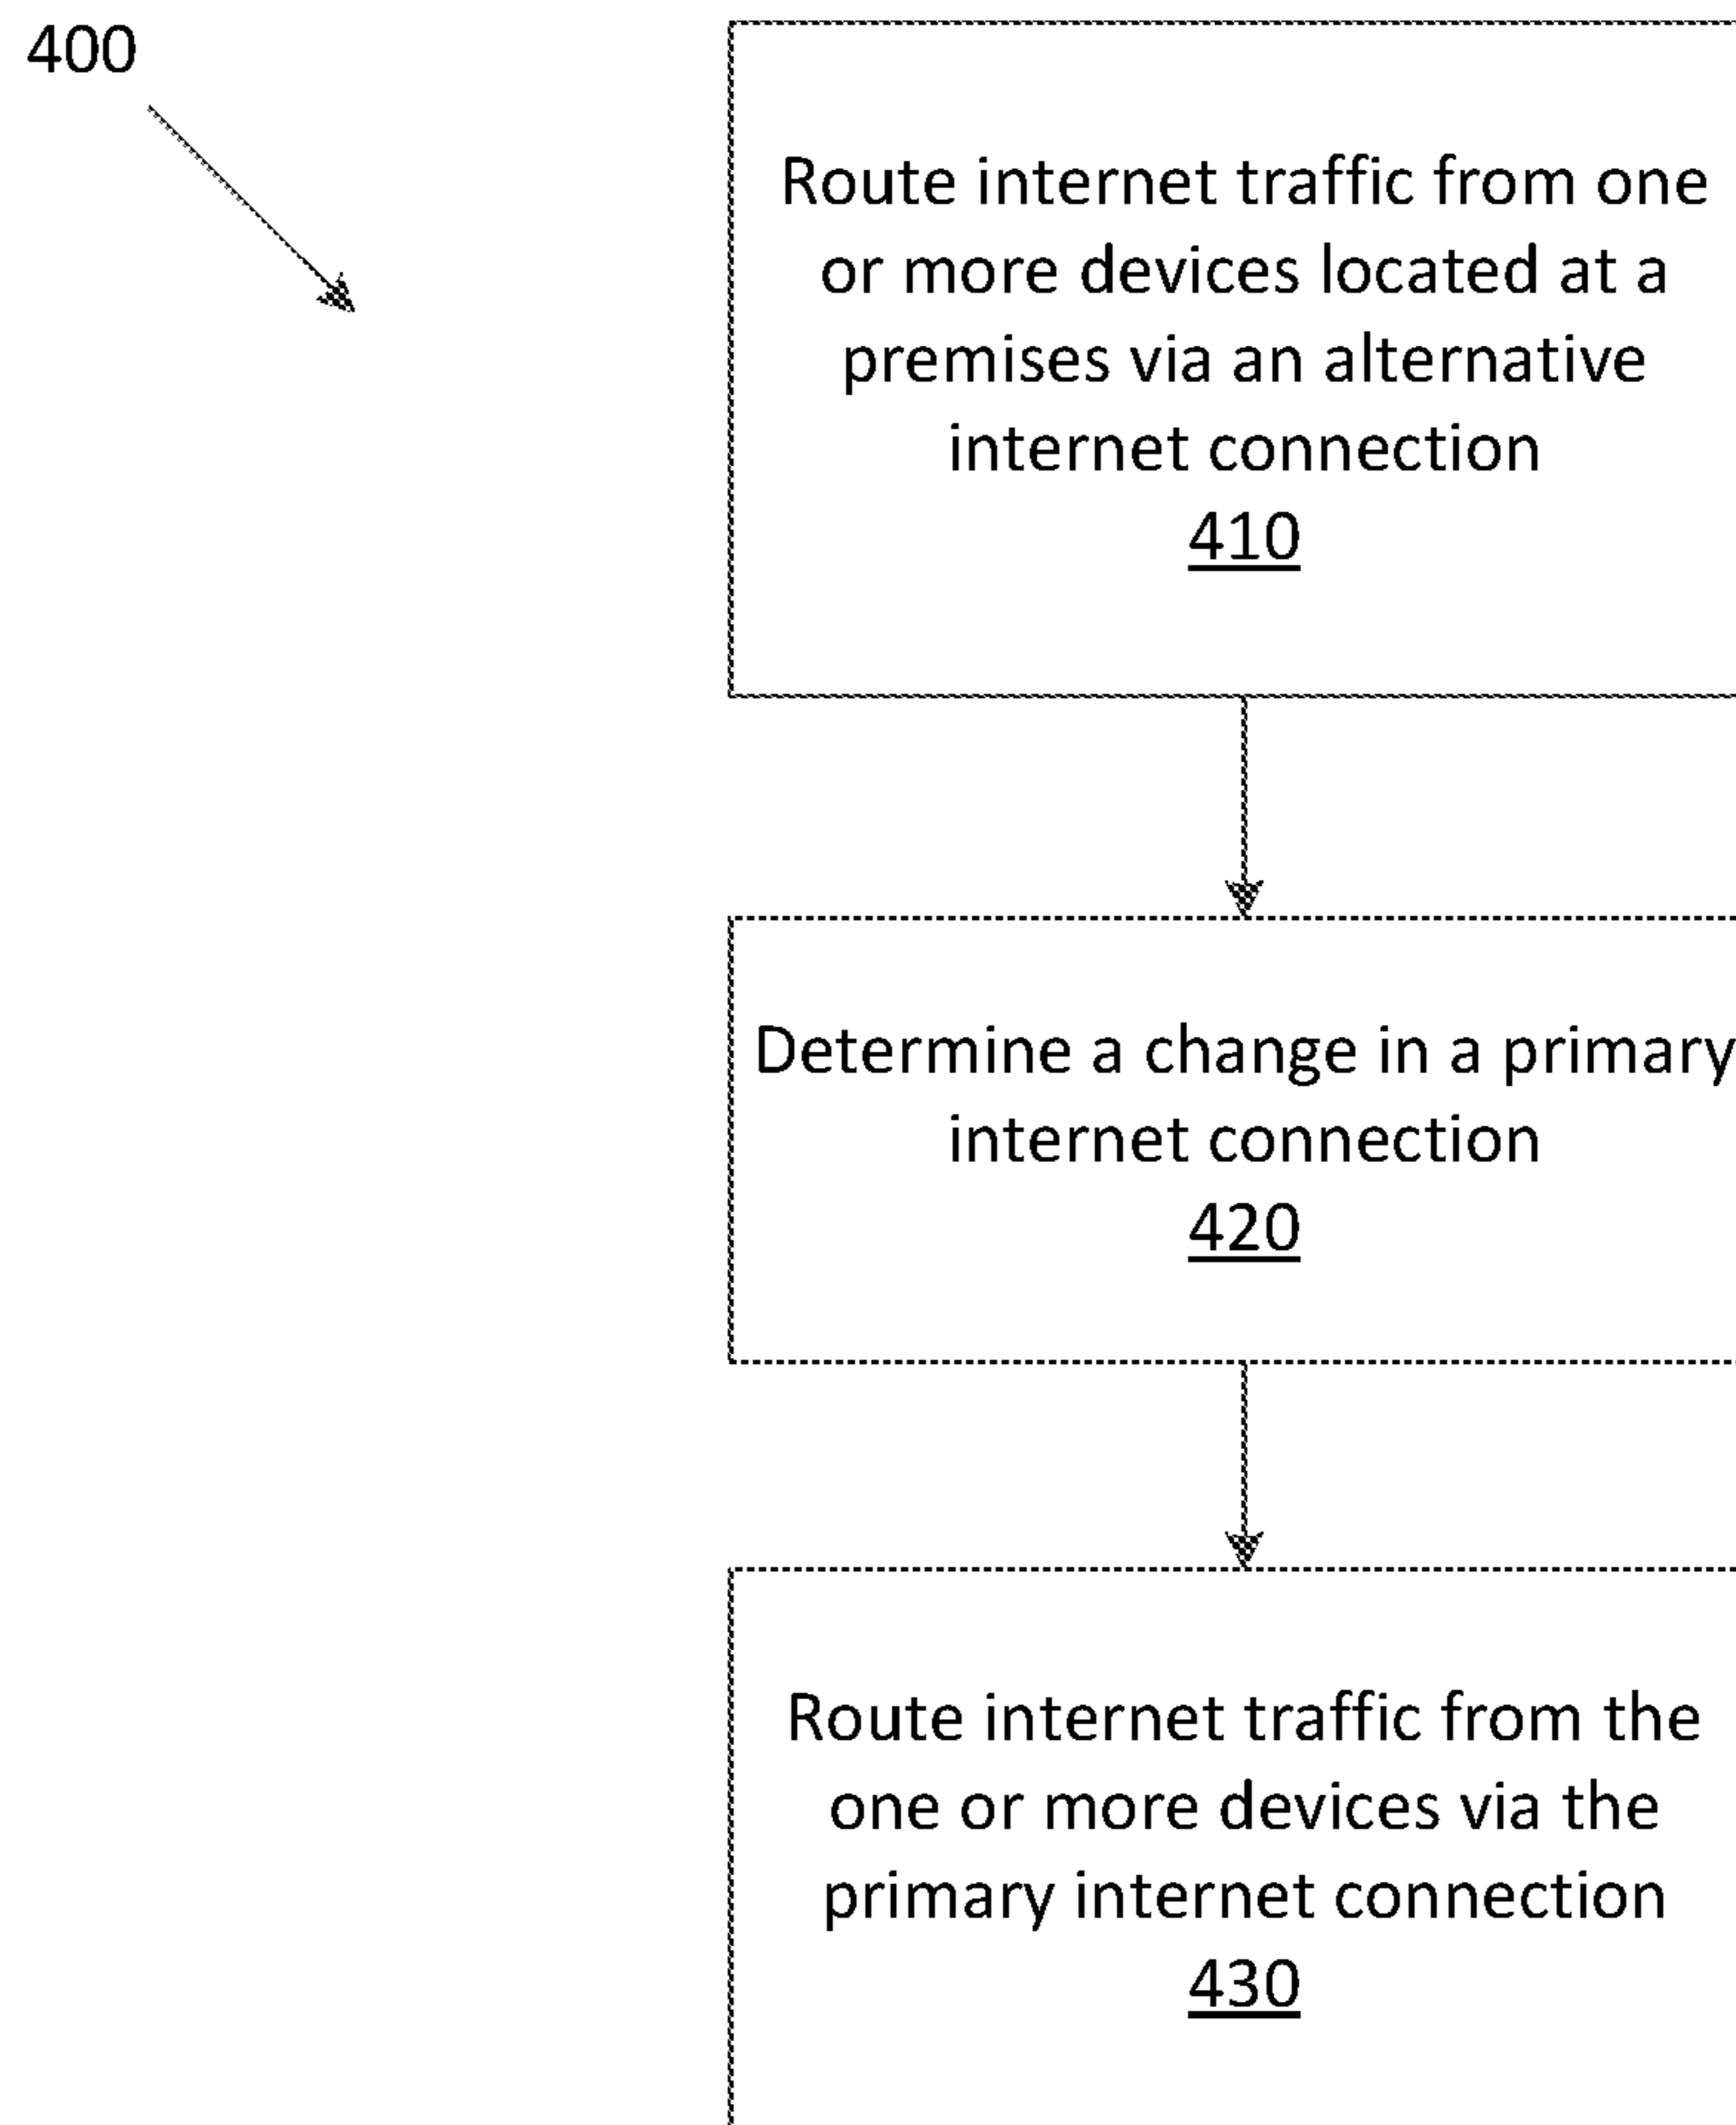 400
Route internet traffic from one
or more devices located at a
premises via an alternative
internet connection
410
Determine a change in a primary
internet connection
420
Route internet traffic from the
one or more devices via the
primary internet connection
430